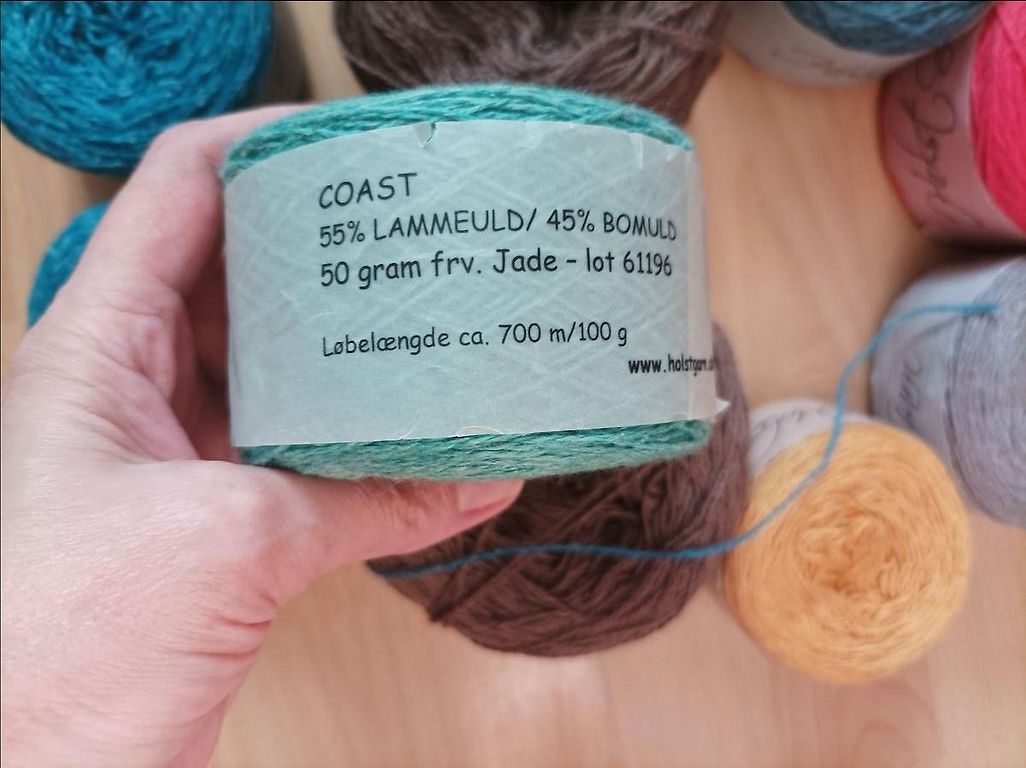 COAST
55% LAMMEULD/ 45% BOMULD
50 gram frv. Jade - lot 61196
Løbelængde ca. 700 m/100 g